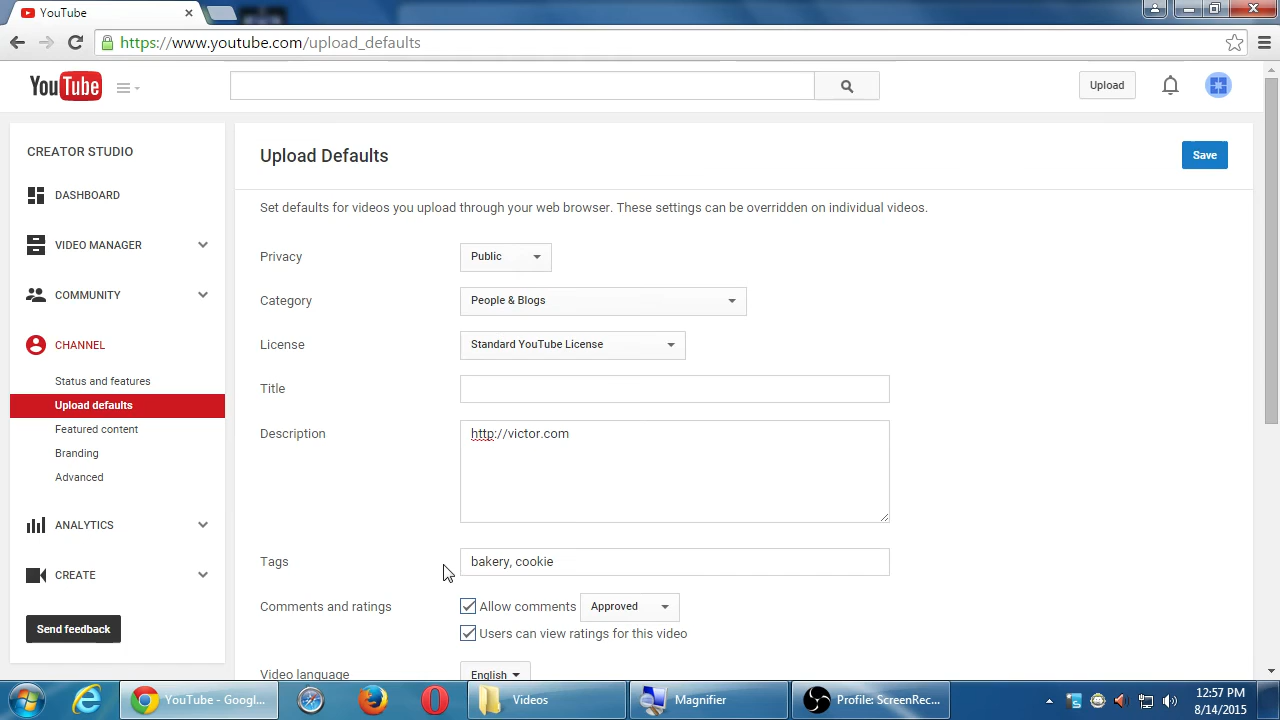 YouTube
https://www.youtube.com/upload_defaults
YouTube
Upload
CREATOR STUDIO
DASHBOARD
VIDEO MANAGER
COMMUNITY
CHANNEL
Status and features
Upload defaults
Featured content
Branding
Advanced
ANALYTICS
CREATE
Send feedback
Upload Defaults
Save
Set defaults for videos you upload through your web browser. These settings can be overridden on individual videos.
Privacy
Public
Category
People & Blogs
License
Standard YouTube License
Title
Description
http://victor.com
Tags
bakery, cookie
Comments and ratings
Allow comments
Approved
Users can view ratings for this video
Video language
English
YouTube - Googl...
Videos
Magnifier
Profile: ScreenRec...
12:57 PM
8/14/2015